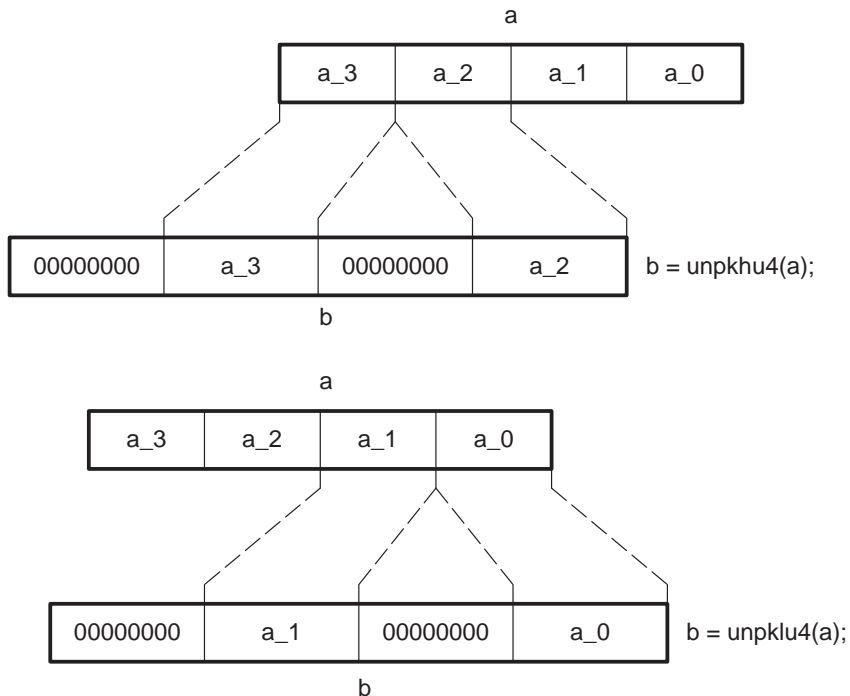 a
a_3 a_2 a_1 a_0
00000000 a_3 00000000 a_2 b = unpkhu4(a);
b
a
a_3 a_2 a_1 a_0
00000000 a_1 00000000 a_0 b = unpklu4(a);
b